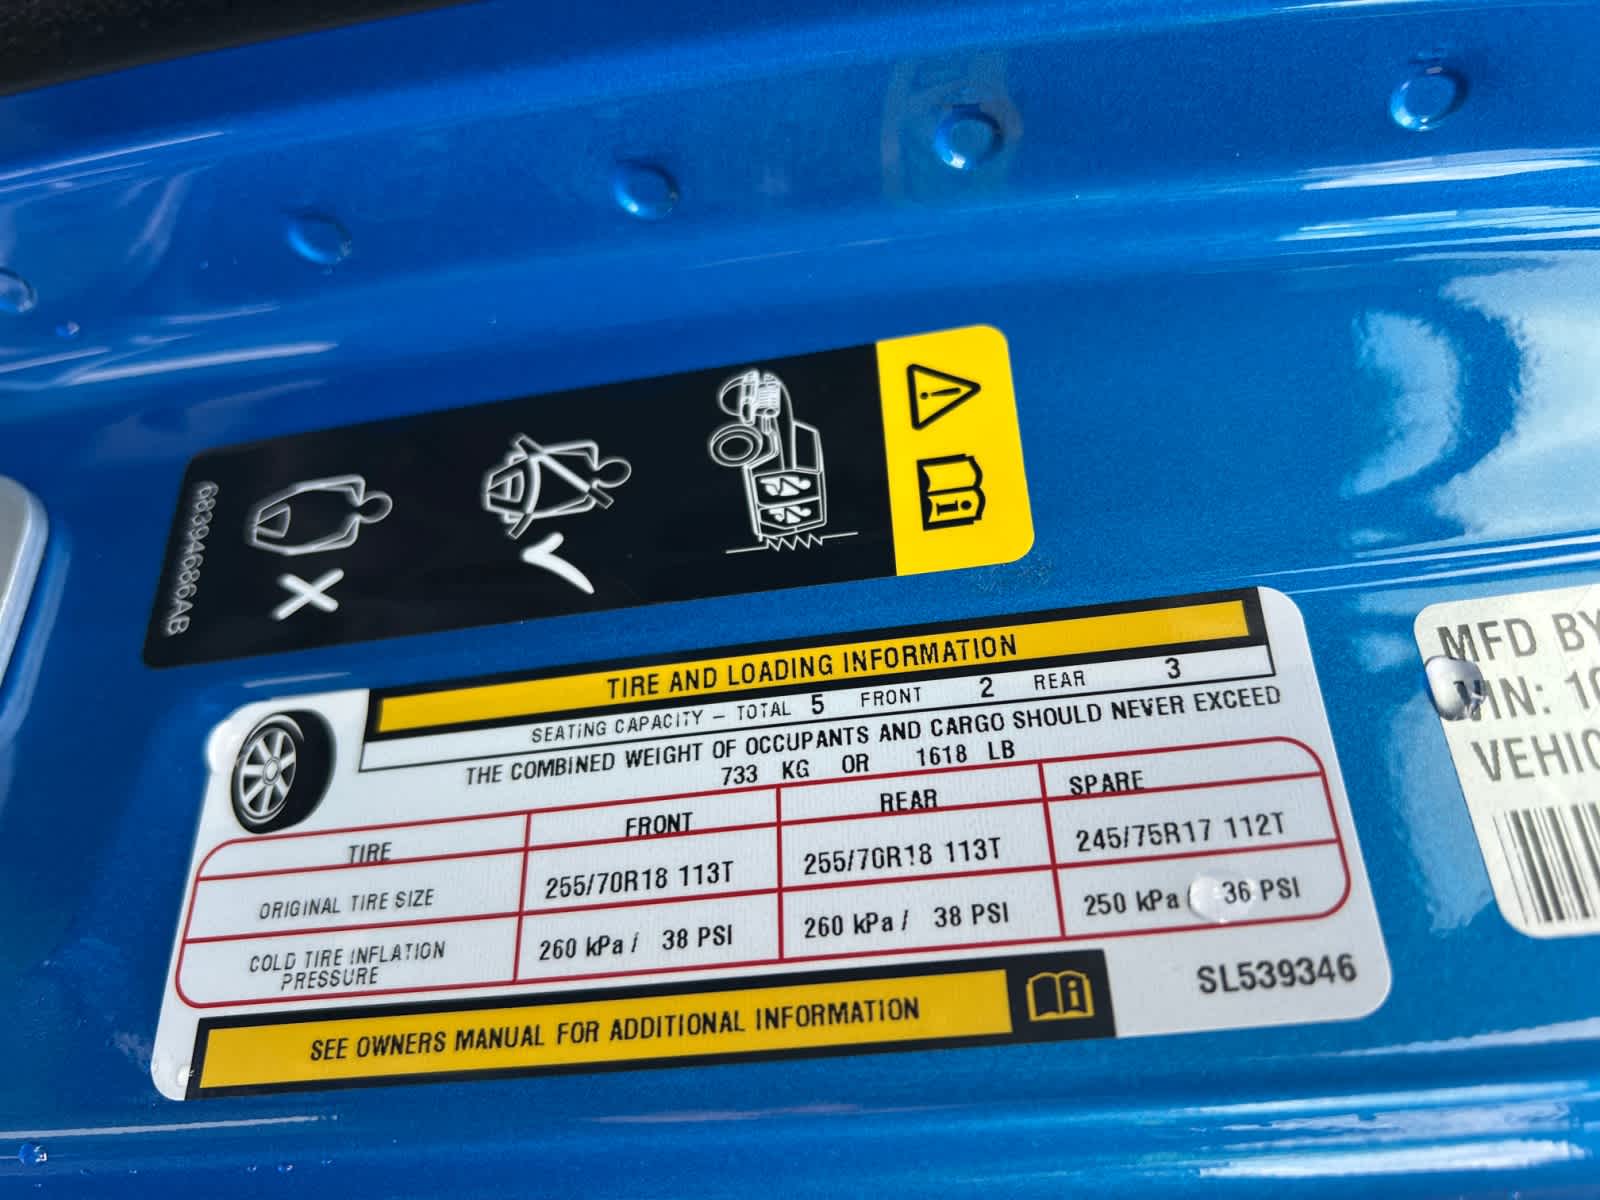 68394686AB
TIRE AND LOADING INFORMATION
SEATING CAPACITY – TOTAL 5 FRONT 2 REAR 3
THE COMBINED WEIGHT OF OCCUPANTS AND CARGO SHOULD NEVER EXCEED
733 KG OR 1618 LB
TIRE FRONT REAR SPARE
ORIGINAL TIRE SIZE 255/70R18 113T 255/70R18 113T 245/75R17 112T
COLD TIRE INFLATION
PRESSURE 260 kPa / 38 PSI 260 kPa / 38 PSI 250 kPa / 36 PSI
SEE OWNERS MANUAL FOR ADDITIONAL INFORMATION
SL539346
MFD BY
VIN: 10
VEHIC